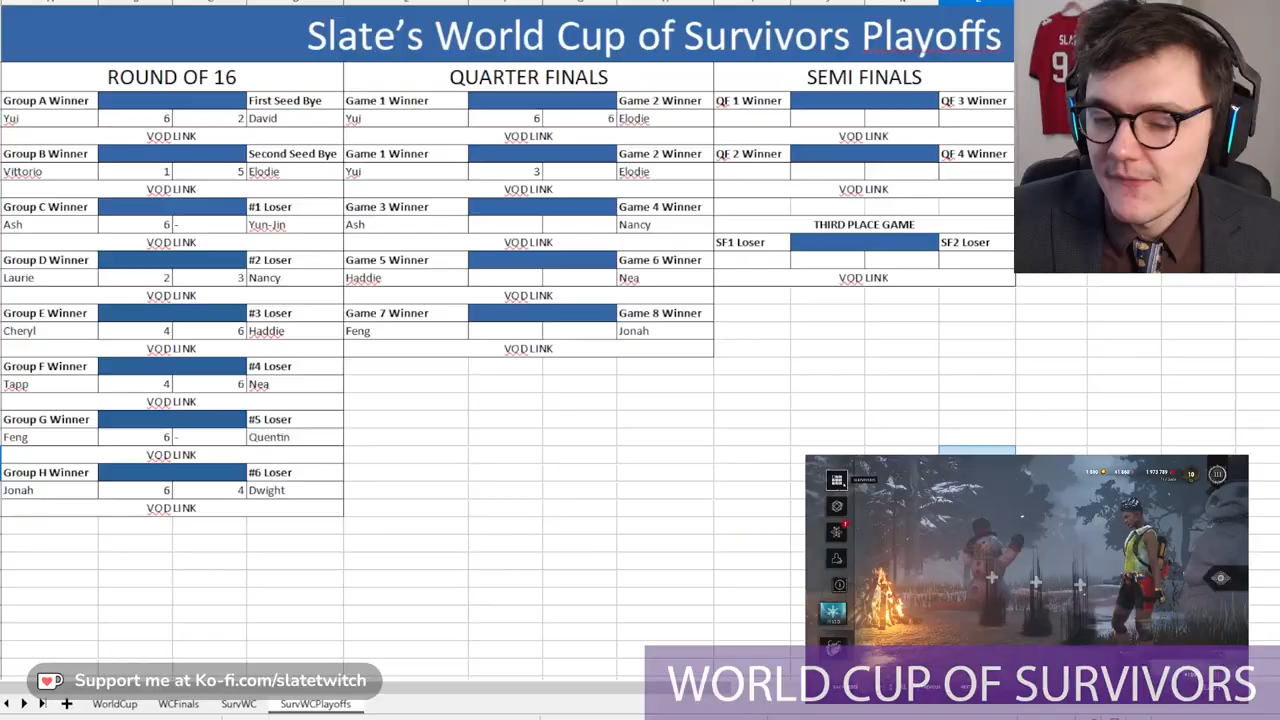 Slate's World Cup of Survivors Playoffs
ROUND OF 16 QUARTER FINALS SEMI FINALS
Group A Winner First Seed Bye Game 1 Winner Game 2 Winner QF 1 Winner QF 3 Winner
Yui 6 2 David Yui 6 6 Elodie
VOD LINK VOD LINK VOD LINK
Group B Winner Second Seed Bye Game 1 Winner Game 2 Winner QF 2 Winner QF 4 Winner
Vittorio 1 5 Elodie Yui 3 Elodie
VOD LINK VOD LINK VOD LINK
Group C Winner #1 Loser Game 3 Winner Game 4 Winner
Ash 6 - Yun-Jin Ash Nancy THIRD PLACE GAME
VOD LINK VOD LINK SF1 Loser SF2 Loser
Group D Winner #2 Loser Game 5 Winner Game 6 Winner
Laurie 2 3 Nancy Haddie Nea VOD LINK
VOD LINK VOD LINK
Group E Winner #3 Loser Game 7 Winner Game 8 Winner
Cheryl 4 6 Haddie Feng Jonah
VOD LINK VOD LINK
Group F Winner #4 Loser
Tapp 4 6 Nea
VOD LINK
Group G Winner #5 Loser
Feng 6 - Quentin
VOD LINK
Group H Winner #6 Loser
Jonah 6 4 Dwight
VOD LINK
SURVIVORS
Support me at Ko-fi.com/slatetwitch
WORLD CUP OF SURVIVORS
WorldCup WCFinals SurvWC SurvWCPlayoffs